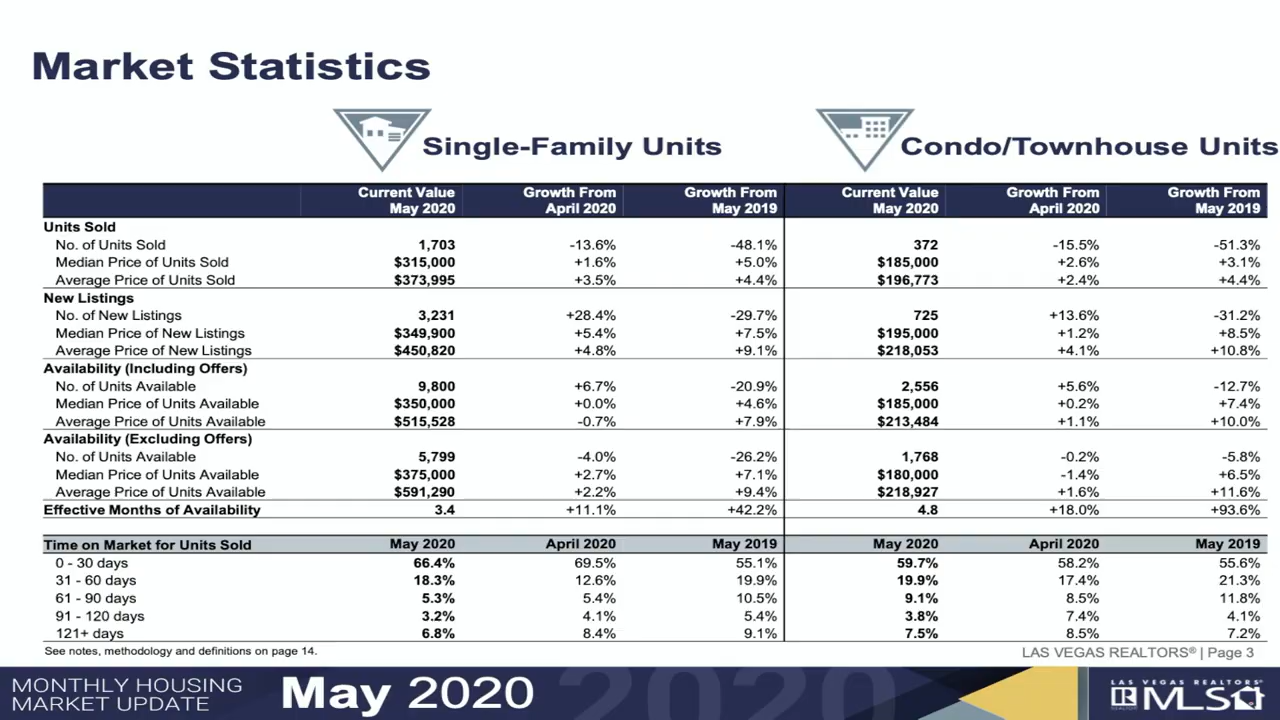 Market Statistics
Single-Family Units
Condo/Townhouse Units
Current Value May 2020 Growth From April 2020 Growth From May 2019 Current Value May 2020 Growth From April 2020 Growth From May 2019
Units Sold
No. of Units Sold 1,703 -13.6% -48.1% 372 -15.5% -51.3%
Median Price of Units Sold $315,000 +1.6% +5.0% $185,000 +2.6% +3.1%
Average Price of Units Sold $373,995 +3.5% +4.4% $196,773 +2.4% +4.4%
New Listings
No. of New Listings 3,231 +28.4% -29.7% 725 +13.6% -31.2%
Median Price of New Listings $349,900 +5.4% +7.5% $195,000 +1.2% +8.5%
Average Price of New Listings $450,820 +4.8% +9.1% $218,053 +4.1% +10.8%
Availability (Including Offers)
No. of Units Available 9,800 +6.7% -20.9% 2,556 +5.6% -12.7%
Median Price of Units Available $350,000 +0.0% +4.6% $185,000 +0.2% +7.4%
Average Price of Units Available $515,528 -0.7% +7.9% $213,484 +1.1% +10.0%
Availability (Excluding Offers)
No. of Units Available 5,799 -4.0% -26.2% 1,768 -0.2% -5.8%
Median Price of Units Available $375,000 +2.7% +7.1% $180,000 -1.4% +6.5%
Average Price of Units Available $591,290 +2.2% +9.4% $218,927 +1.6% +11.6%
Effective Months of Availability 3.4 +11.1% +42.2% 4.8 +18.0% +93.6%
Time on Market for Units Sold May 2020 April 2020 May 2019 May 2020 April 2020 May 2019
0 - 30 days 66.4% 69.5% 55.1% 59.7% 58.2% 55.6%
31 - 60 days 18.3% 12.6% 19.9% 19.9% 17.4% 21.3%
61 - 90 days 5.3% 5.4% 10.5% 9.1% 8.5% 11.8%
91 - 120 days 3.2% 4.1% 5.4% 3.8% 7.4% 4.1%
121+ days 6.8% 8.4% 9.1% 7.5% 8.5% 7.2%
See notes, methodology and definitions on page 14.
LAS VEGAS REALTORS® | Page 3
MONTHLY HOUSING
MARKET UPDATE
May 2020
2020
2020
LAS VEGAS REALTORS®
REALTOR
MLS